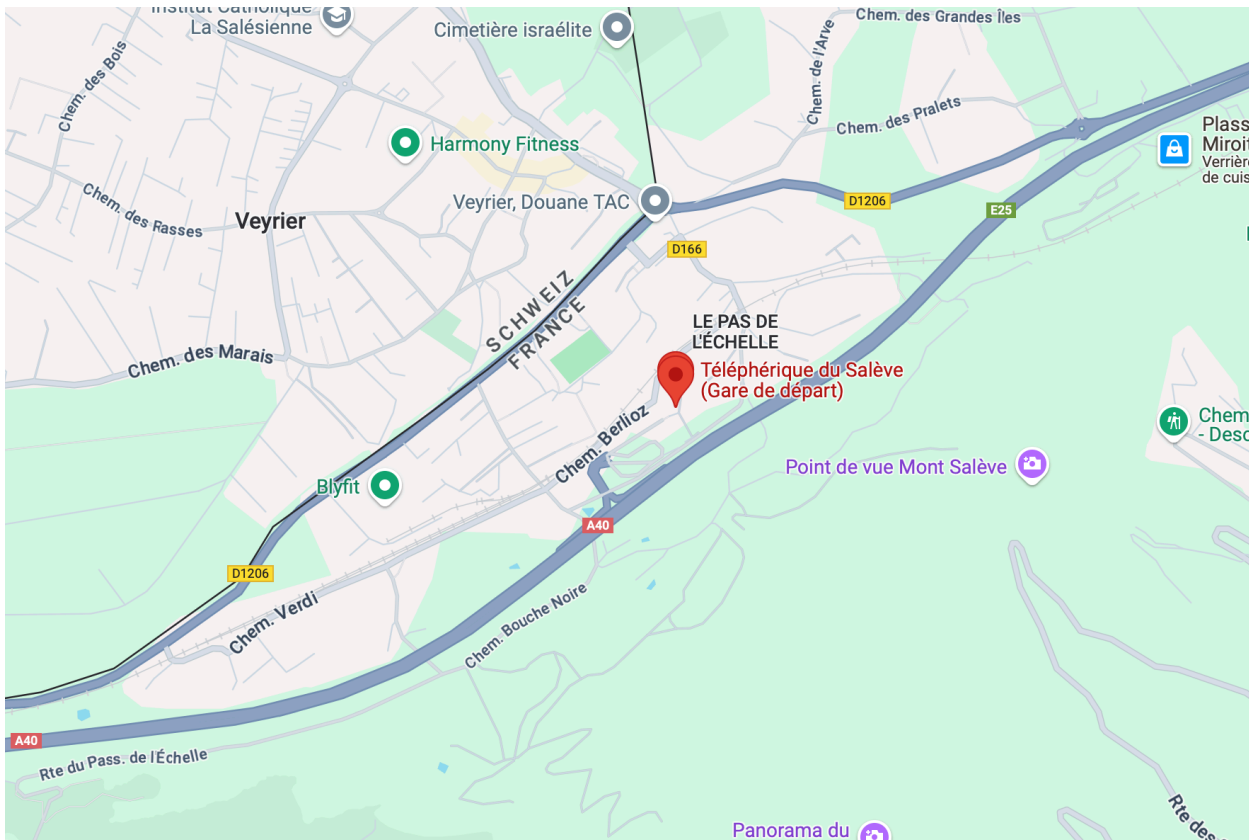 Institut Catholique
La Salésienne
Cimetière israélite
Chem. des Grandes Îles
Chem. des Bois
Chem. de l'Arve
Chem. des Pralets
Harmony Fitness
Plass
Miroit
Verrière
de cuis
Chem. des Rasses
Veyrier
Veyrier, Douane TAC
D1206
E25
D166
SCHWEIZ
FRANCE
LE PAS DE
L'ÉCHELLE
Chem. des Marais
Téléphérique du Salève
(Gare de départ)
Chem. Berlioz
Chem
- Desc
Point de vue Mont Salève
Blyfit
A40
D1206
Chem. Verdi
Chem. Bouche Noire
A40
Rte du Pass. de l'Échelle
Rte des
Panorama du